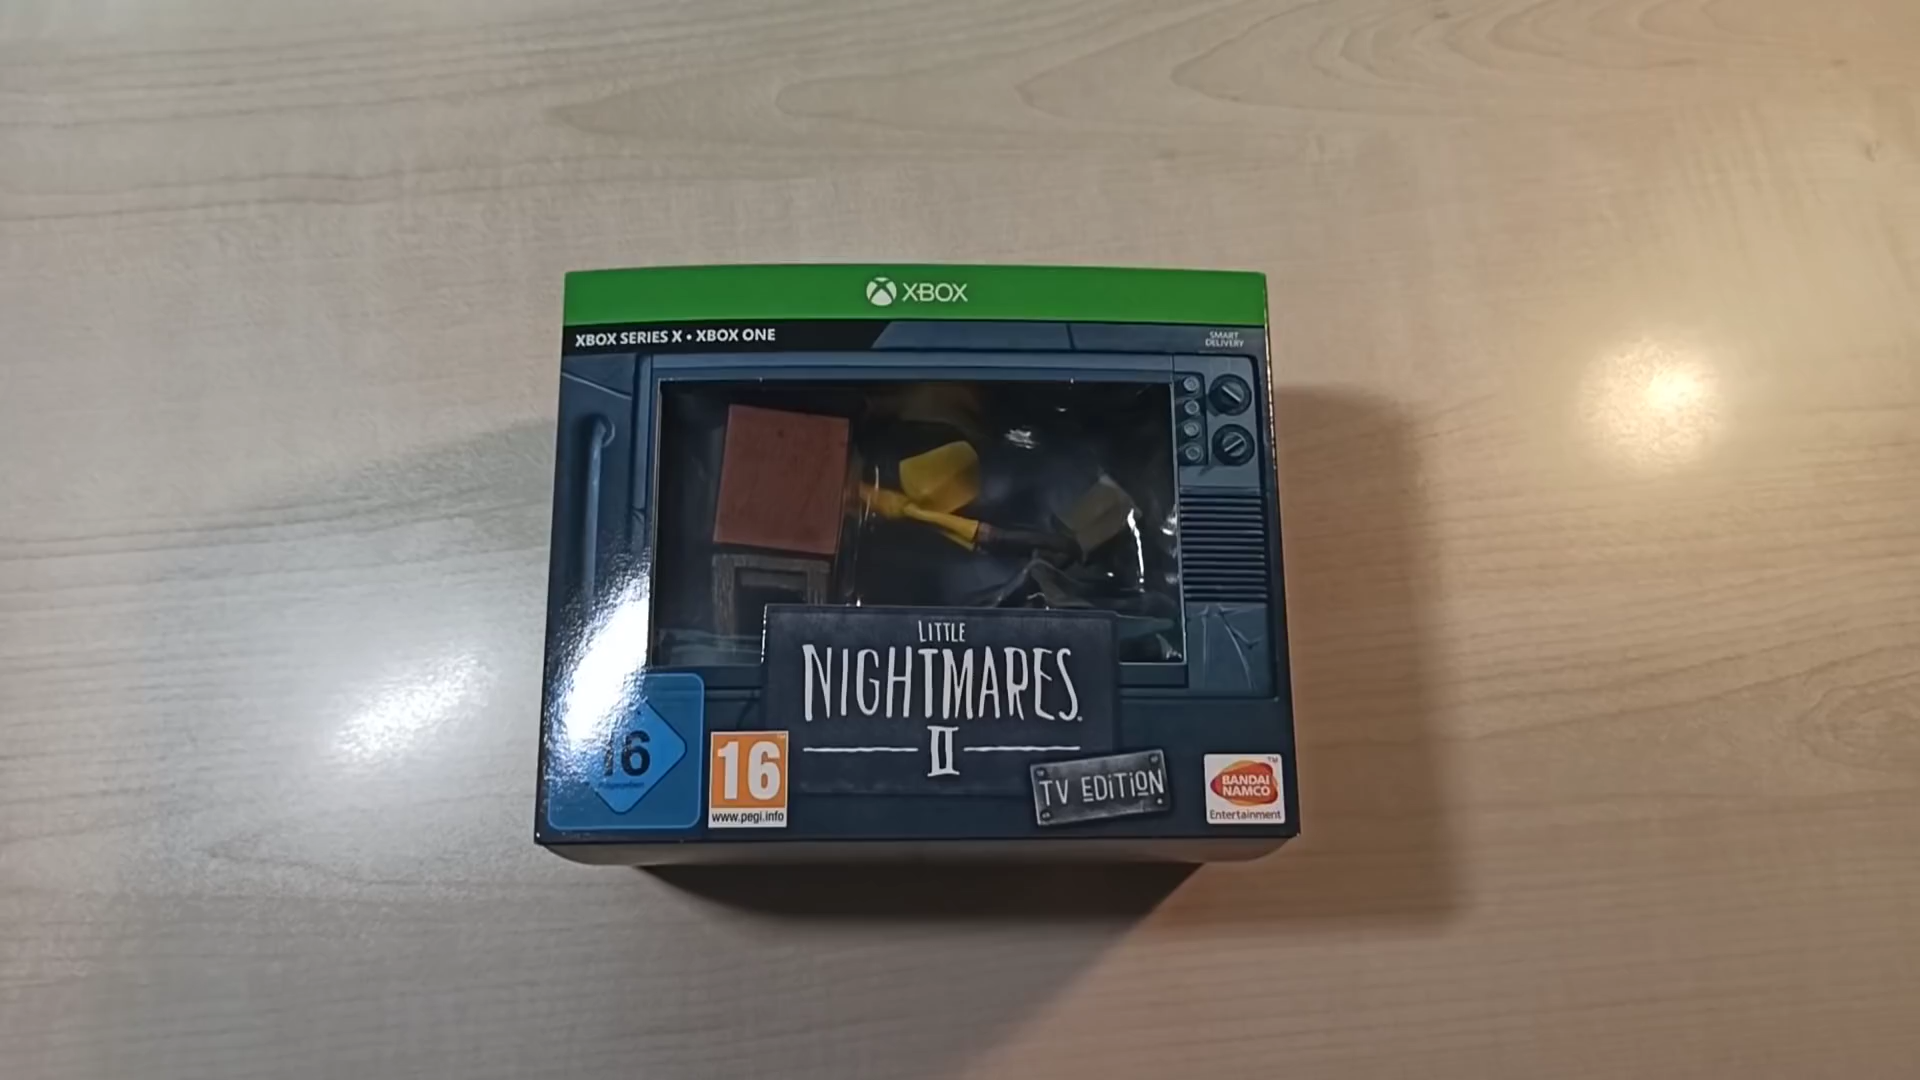 XBOX
XBOX SERIES X • XBOX ONE
SMART
DELIVERY
LITTLE
NIGHTMARES
II
TV EDITION
16
16
www.pegi.info
BANDAI
NAMCO
Entertainment